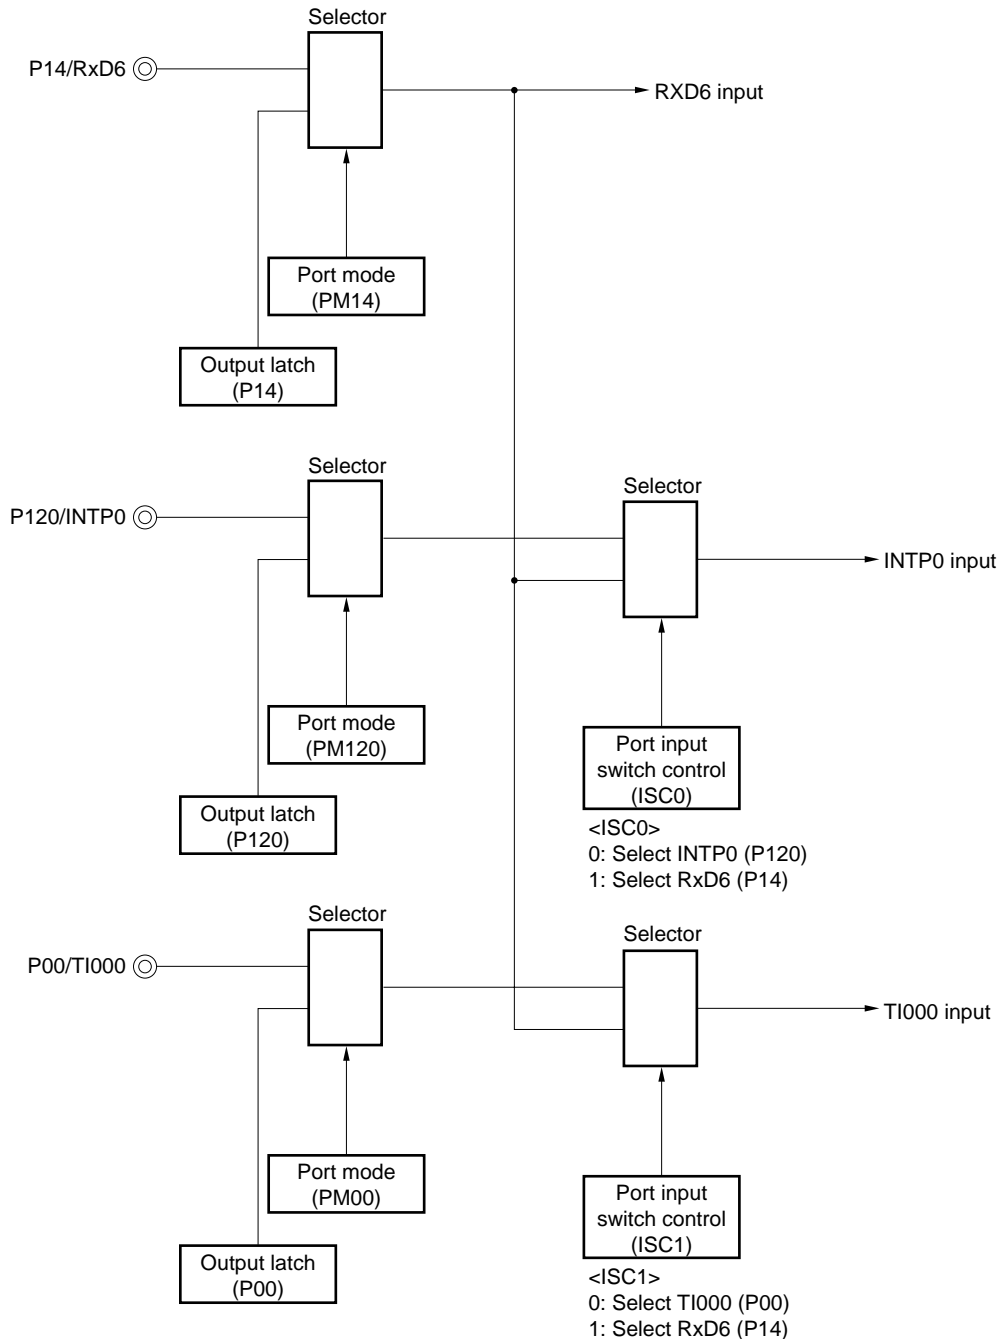 Selector
P14/RxD6
RXD6 input
Port mode
(PM14)
Output latch
(P14)
Selector
P120/INTP0
Selector
INTP0 input
Port mode
(PM120)
Port input
switch control
(ISC0)
Output latch
(P120)
<ISC0>
0: Select INTP0 (P120)
1: Select RxD6 (P14)
Selector
P00/TI000
Selector
TI000 input
Port mode
(PM00)
Port input
switch control
(ISC1)
Output latch
(P00)
<ISC1>
0: Select TI000 (P00)
1: Select RxD6 (P14)